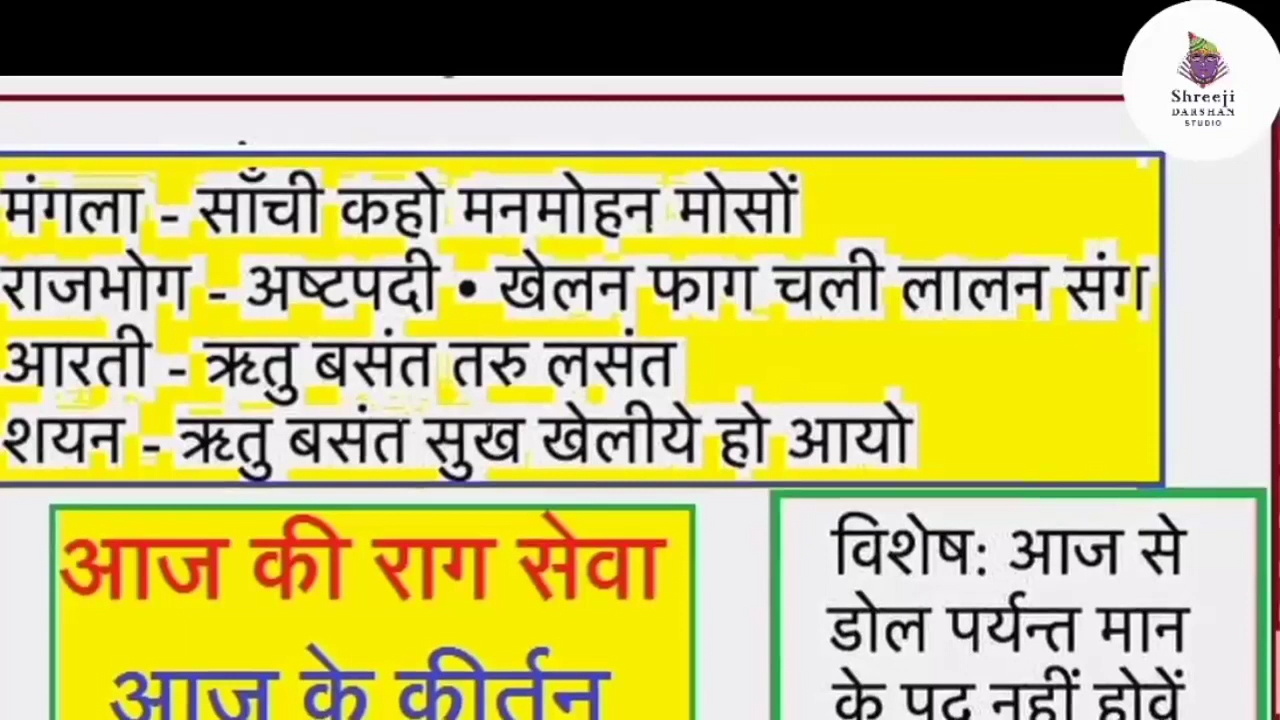 Shreeji
DARSHAN
STUDIO
मंगला - साँची कहो मनमोहन मोसों
राजभोग - अष्टपदी • खेलन फाग चली लालन संग
आरती - ऋतु बसंत तरु लसंत
शयन - ऋतु बसंत सुख खेलीये हो आयो
आज की राग सेवा
आज के कीर्तन
विशेष: आज से
डोल पर्यन्त मान
के पद नहीं होवें